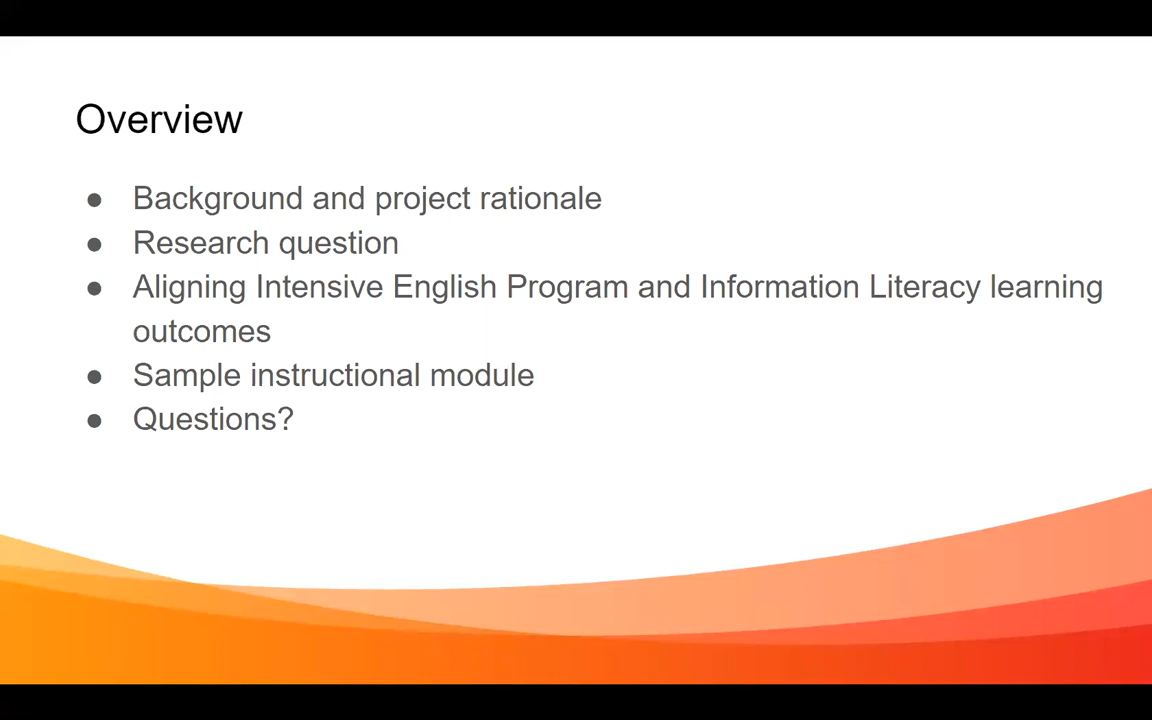 Overview
● Background and project rationale
● Research question
● Aligning Intensive English Program and Information Literacy learning
outcomes
● Sample instructional module
● Questions?